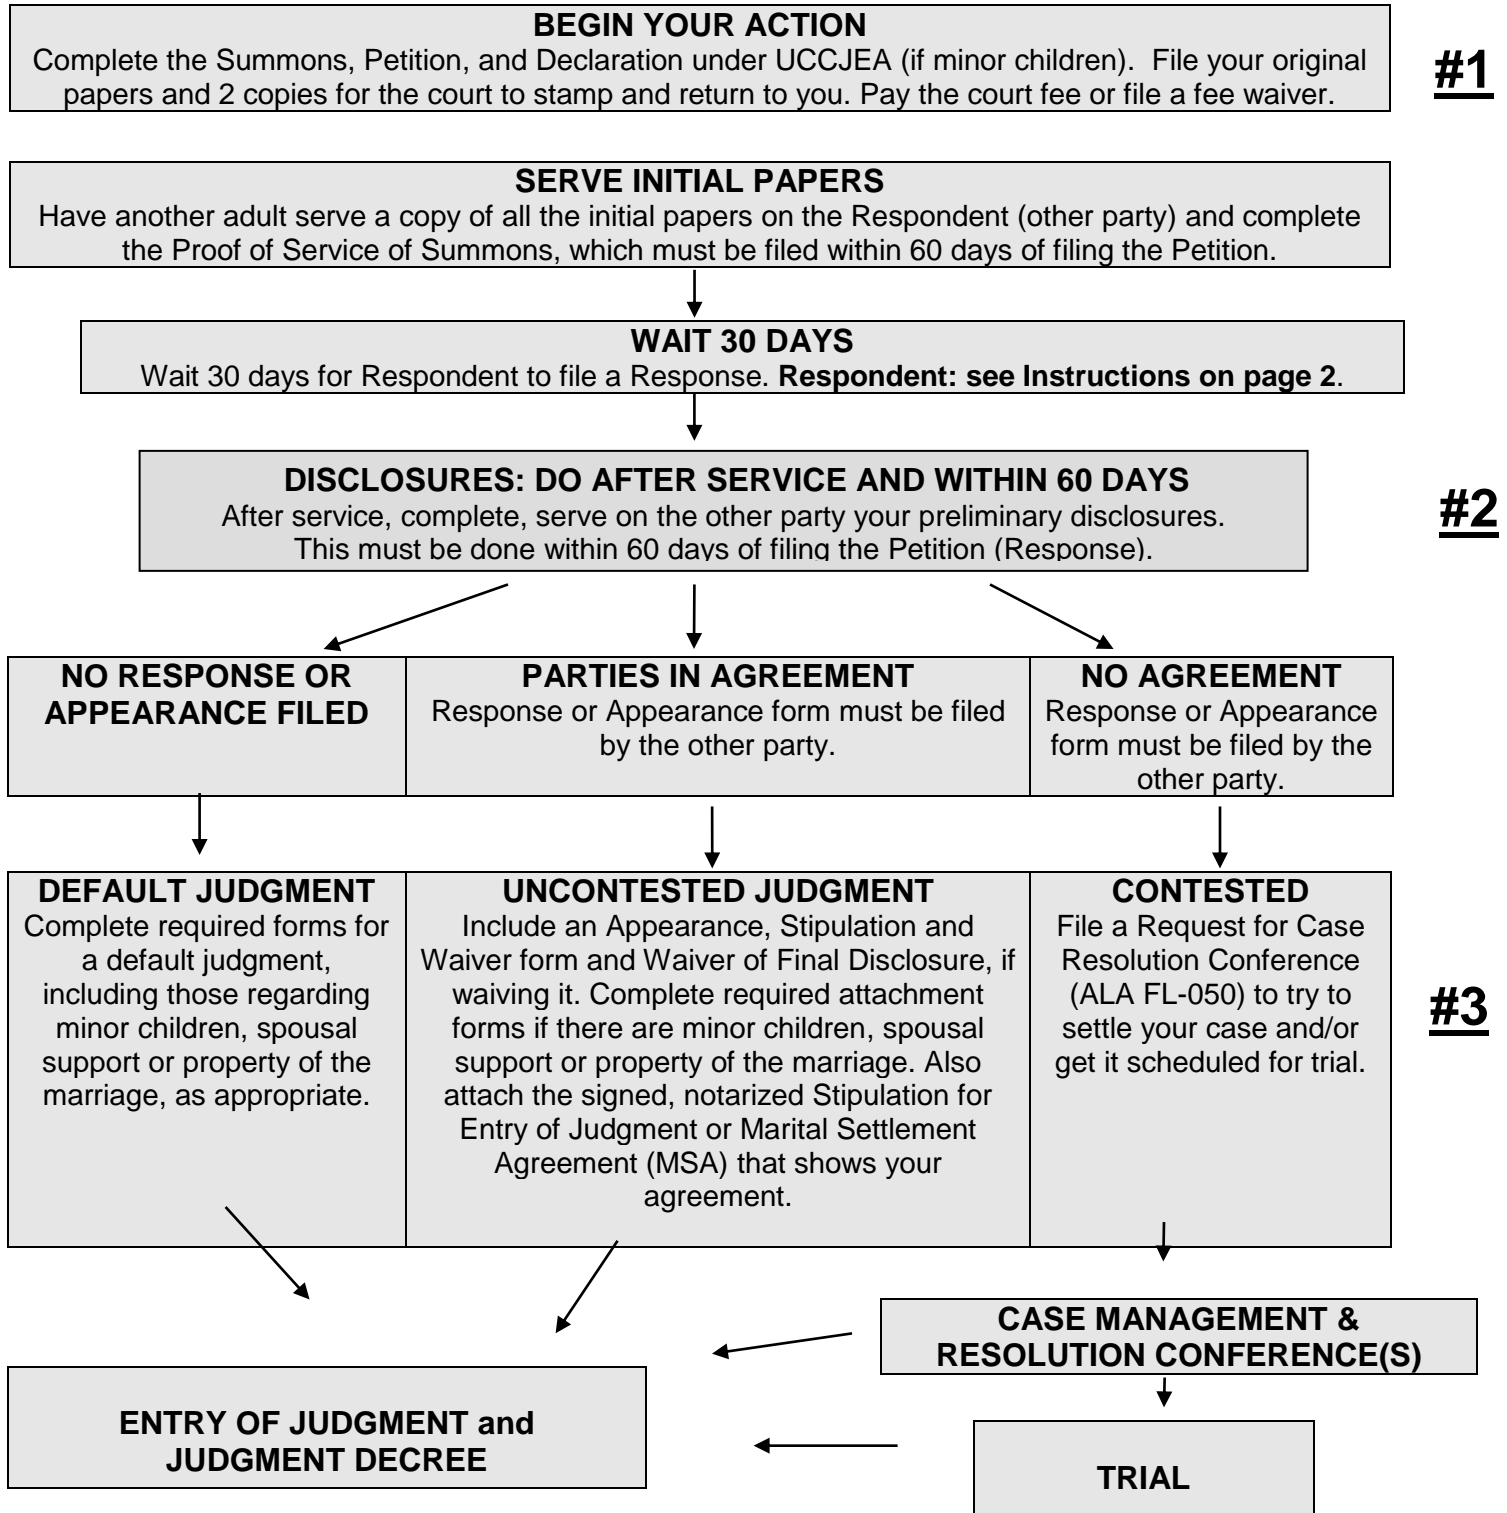 BEGIN YOUR ACTION
Complete the Summons, Petition, and Declaration under UCCJEA (if minor children).  File your original
papers and 2 copies for the court to stamp and return to you. Pay the court fee or file a fee waiver.
#1
SERVE INITIAL PAPERS
Have another adult serve a copy of all the initial papers on the Respondent (other party) and complete
the Proof of Service of Summons, which must be filed within 60 days of filing the Petition.
WAIT 30 DAYS
Wait 30 days for Respondent to file a Response. Respondent: see Instructions on page 2.
DISCLOSURES: DO AFTER SERVICE AND WITHIN 60 DAYS
After service, complete, serve on the other party your preliminary disclosures.
This must be done within 60 days of filing the Petition (Response).
#2
NO RESPONSE OR
APPEARANCE FILED
PARTIES IN AGREEMENT
Response or Appearance form must be filed
by the other party.
NO AGREEMENT
Response or Appearance
form must be filed by the
other party.
DEFAULT JUDGMENT
Complete required forms for
a default judgment,
including those regarding
minor children, spousal
support or property of the
marriage, as appropriate.
UNCONTESTED JUDGMENT
Include an Appearance, Stipulation and
Waiver form and Waiver of Final Disclosure, if
waiving it. Complete required attachment
forms if there are minor children, spousal
support or property of the marriage. Also
attach the signed, notarized Stipulation for
Entry of Judgment or Marital Settlement
Agreement (MSA) that shows your
agreement.
CONTESTED
File a Request for Case
Resolution Conference
(ALA FL-050) to try to
settle your case and/or
get it scheduled for trial.
#3
CASE MANAGEMENT &
RESOLUTION CONFERENCE(S)
ENTRY OF JUDGMENT and
JUDGMENT DECREE
TRIAL